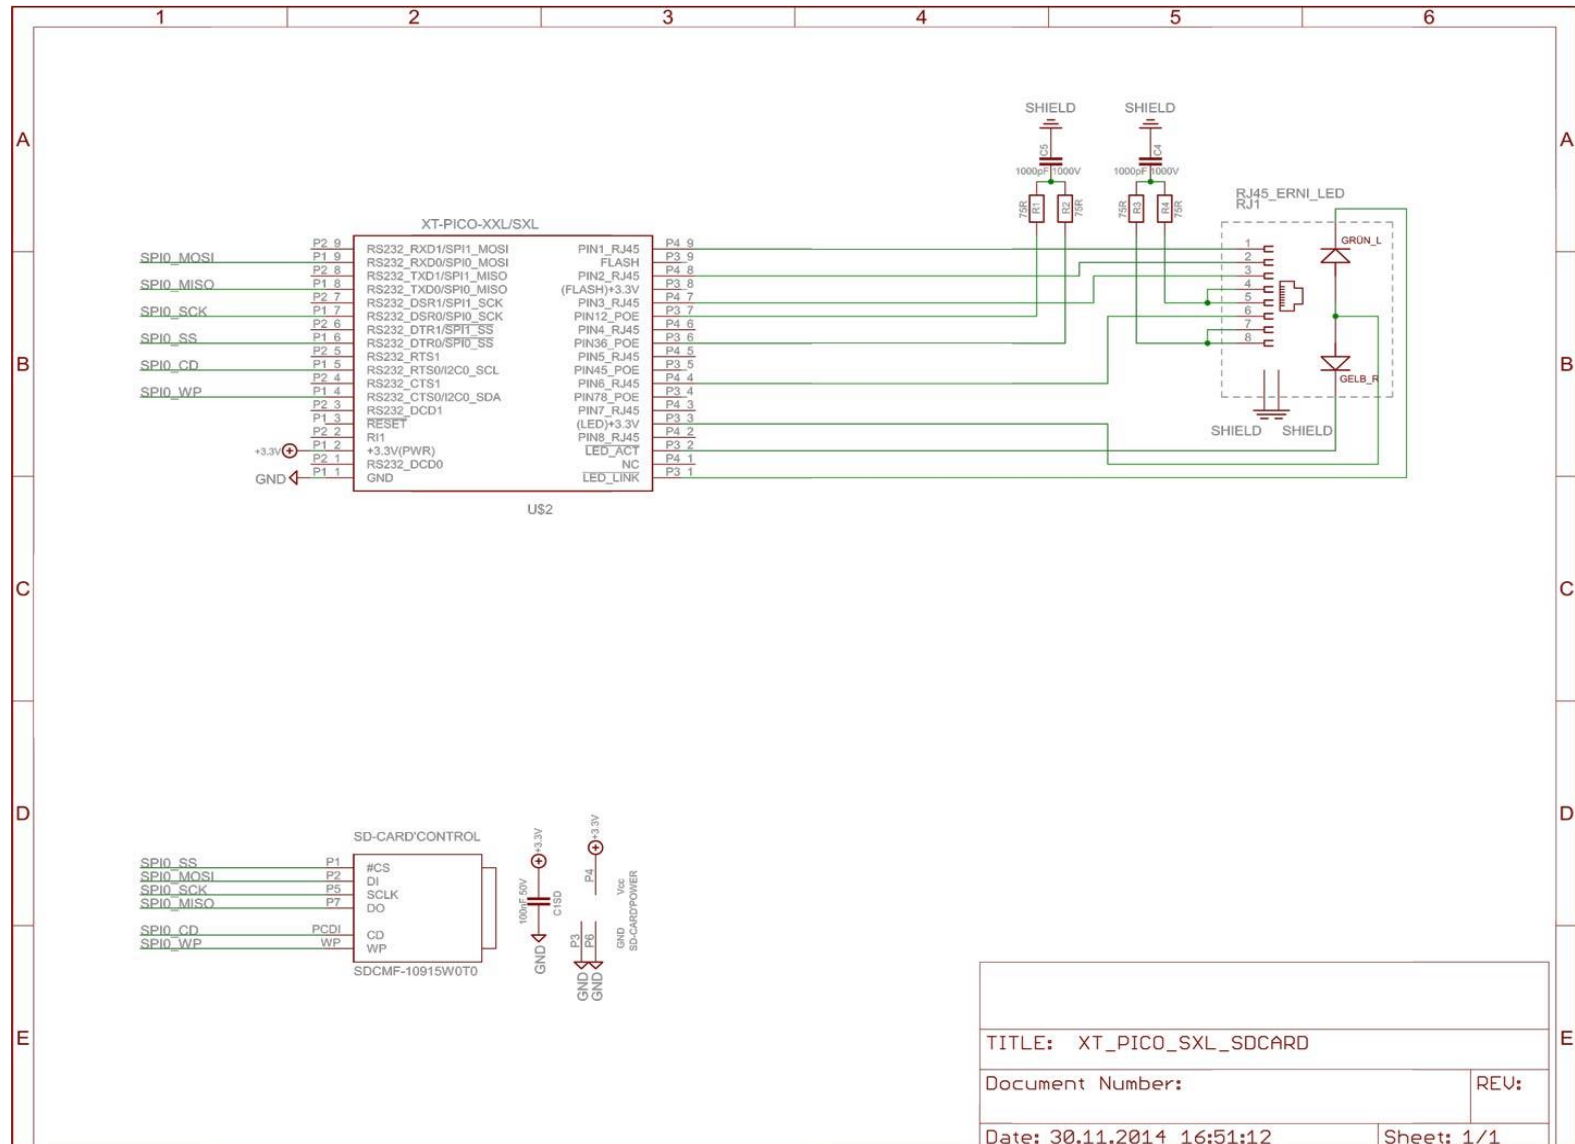 1 2 3 4 5 6
A A
B B
C C
D D
E E
SHIELD SHIELD
C5 C4
1000pF 1000V 1000pF 1000V
75R R1 R2 75R 75R R3 R4 75R
RJ45_ERNI_LED
RJ1
GRÜN_L
1
2
3
4
5
6
7
8
GELB_R
SHIELD SHIELD
XT-PICO-XXL/SXL
P2 9 RS232_RXD1/SPI1_MOSI PIN1_RJ45 P4 9
SPI0_MOSI P1 9 RS232_RXD0/SPI0_MOSI FLASH P3 9
P2 8 RS232_TXD1/SPI1_MISO PIN2_RJ45 P4 8
SPI0_MISO P1 8 RS232_TXD0/SPI0_MISO (FLASH)+3.3V P3 8
P2 7 RS232_DSR1/SPI1_SCK PIN3_RJ45 P4 7
SPI0_SCK P1 7 RS232_DSR0/SPI0_SCK PIN12_POE P3 7
P2 6 RS232_DTR1/SPI1_SS PIN4_RJ45 P4 6
SPI0_SS P1 6 RS232_DTR0/SPI0_SS PIN36_POE P3 6
P2 5 RS232_RTS1 PIN5_RJ45 P4 5
SPI0_CD P1 5 RS232_RTS0/I2C0_SCL PIN45_POE P3 5
P2 4 RS232_CTS1 PIN6_RJ45 P4 4
SPI0_WP P1 4 RS232_CTS0/I2C0_SDA PIN78_POE P3 4
P2 3 RS232_DCD1 PIN7_RJ45 P4 3
P1 3 RESET (LED)+3.3V P3 3
P2 2 RI1 PIN8_RJ45 P4 2
+3.3V P1 2 +3.3V(PWR) LED_ACT P3 2
P2 1 RS232_DCD0 NC P4 1
GND P1 1 GND LED_LINK P3 1
U$2
SD-CARD'CONTROL
SPI0_SS P1 #CS
SPI0_MOSI P2 DI
SPI0_SCK P5 SCLK
SPI0_MISO P7 DO
SPI0_CD PCDI CD
SPI0_WP WP WP
SDCMF-10915W0T0
+3.3V
100nF 50V
C1SD
GND
+3.3V
P4
Vcc
GND
SD-CARD'POWER
P3 P6
GND GND
TITLE: XT_PICO_SXL_SDCARD
Document Number: REV:
Date: 30.11.2014 16:51:12 Sheet: 1/1